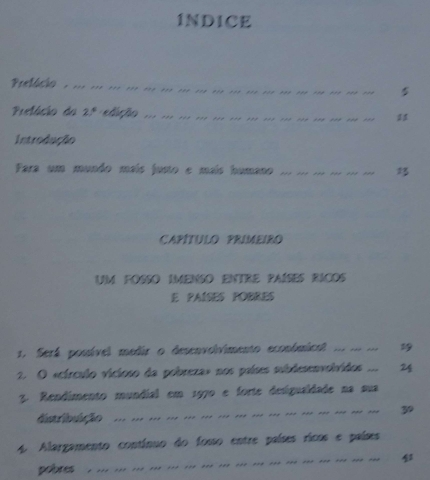 ÍNDICE
Prefácio . ... ... ... ... ... ... ... ... ... ... ... ... ... ... 5
Prefácio da 2.ª edição ... ... ... ... ... ... ... ... ... ... ... 11
Introdução
Para um mundo mais justo e mais humano ... ... ... ... ... 13
CAPÍTULO PRIMEIRO
UM FOSSO IMENSO ENTRE PAÍSES RICOS
E PAÍSES POBRES
1. Será possível medir o desenvolvimento económico? ... ... ... 19
2. O «círculo vicioso da pobreza» nos países subdesenvolvidos ... 24
3. Rendimento mundial em 1970 e forte desigualdade na sua
distribuição ... ... ... ... ... ... ... ... ... ... ... ... ... 30
4. Alargamento contínuo do fosso entre países ricos e países
pobres . ... ... ... ... ... ... ... ... ... ... ... ... ... ... 41